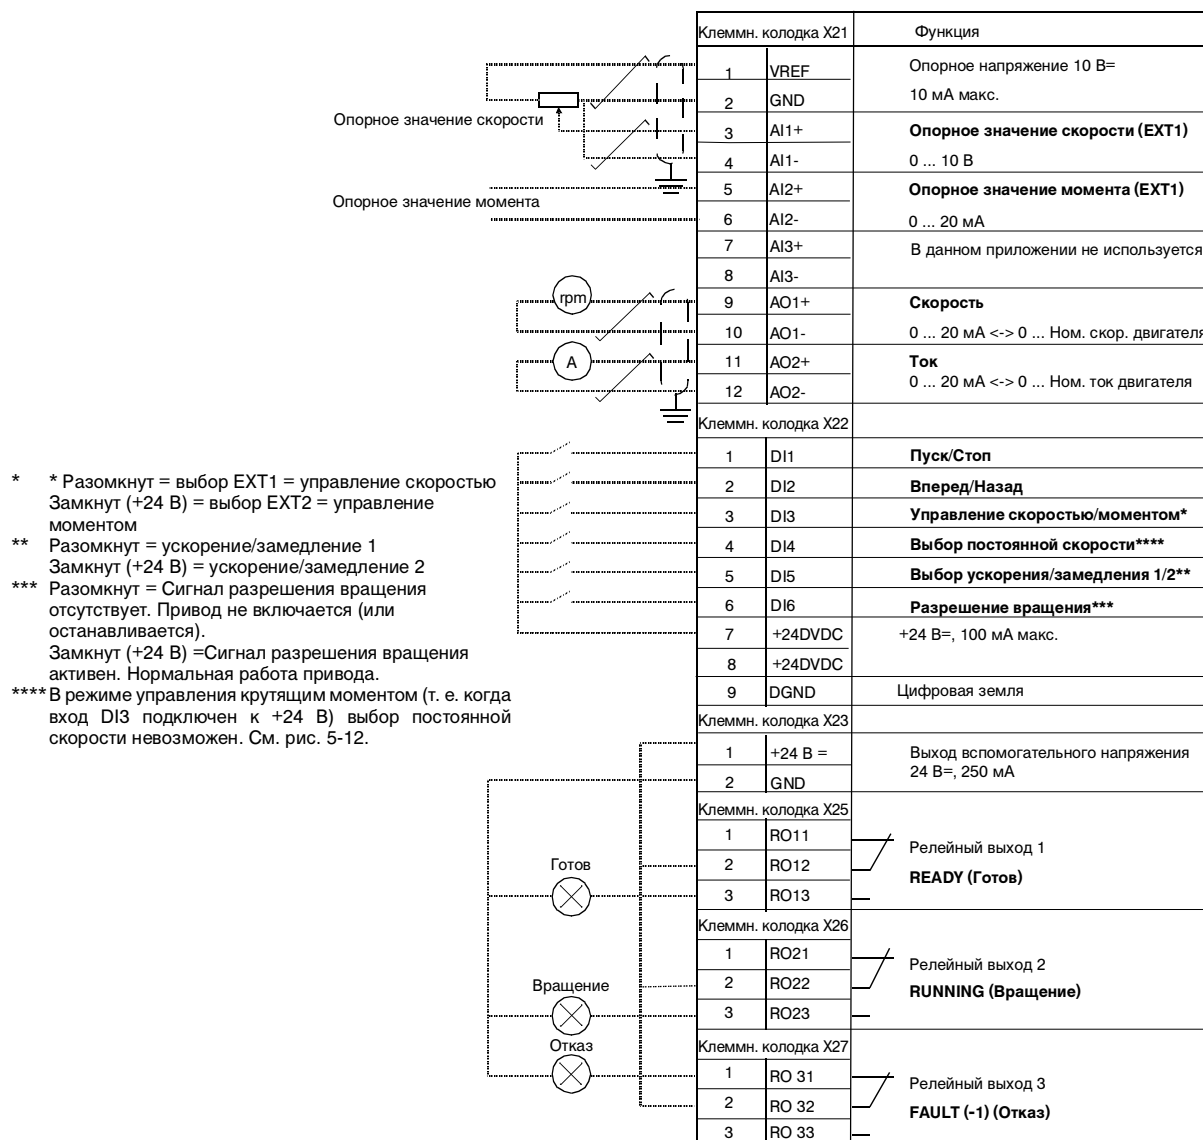 Клеммн. колодка X21 Функция
1 VREF Опорное напряжение 10 В=
2 GND 10 мА макс.
Опорное значение скорости
3 AI1+ Опорное значение скорости (EXT1)
4 AI1- 0 ... 10 В
5 AI2+ Опорное значение момента (EXT1)
Опорное значение момента
6 AI2- 0 ... 20 мА
7 AI3+ В данном приложении не используется
8 AI3-
rpm
9 AO1+ Скорость
10 AO1- 0 ... 20 мА <-> 0 ... Ном. скор. двигателя
A
11 AO2+ Ток
12 AO2- 0 ... 20 мА <-> 0 ... Ном. ток двигателя
Клеммн. колодка X22
1 DI1 Пуск/Стоп
2 DI2 Вперед/Назад
3 DI3 Управление скоростью/моментом*
4 DI4 Выбор постоянной скорости****
5 DI5 Выбор ускорения/замедления 1/2**
6 DI6 Разрешение вращения***
7 +24DVDC +24 В=, 100 мА макс.
8 +24DVDC
9 DGND Цифровая земля
* * Разомкнут = выбор EXT1 = управление скоростью
Замкнут (+24 В) = выбор EXT2 = управление
моментом
** Разомкнут = ускорение/замедление 1
Замкнут (+24 В) = ускорение/замедление 2
*** Разомкнут = Сигнал разрешения вращения
отсутствует. Привод не включается (или
останавливается).
Замкнут (+24 В) =Сигнал разрешения вращения
активен. Нормальная работа привода.
**** В режиме управления крутящим моментом (т. е. когда
вход DI3 подключен к +24 В) выбор постоянной
скорости невозможен. См. рис. 5-12.
Клеммн. колодка X23
1 +24 В = Выход вспомогательного напряжения
2 GND 24 В=, 250 мА
Клеммн. колодка X25
1 RO11 Релейный выход 1
2 RO12 READY (Готов)
Готов
3 RO13
Клеммн. колодка X26
1 RO21 Релейный выход 2
2 RO22 RUNNING (Вращение)
Вращение
3 RO23
Отказ
Клеммн. колодка X27
1 RO 31 Релейный выход 3
2 RO 32 FAULT (-1) (Отказ)
3 RO 33